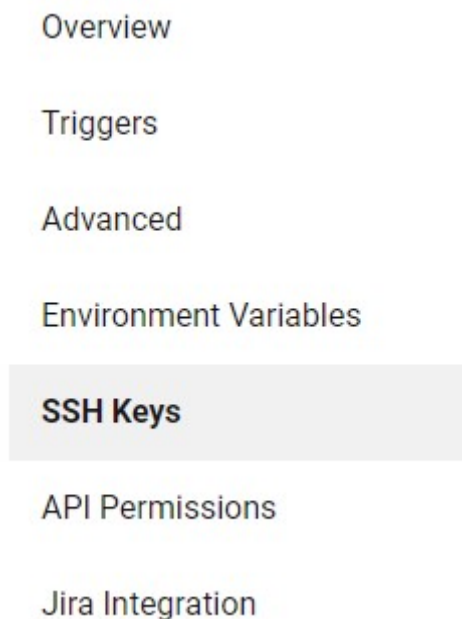 Overview
Triggers
Advanced
Environment Variables
SSH Keys
API Permissions
Jira Integration